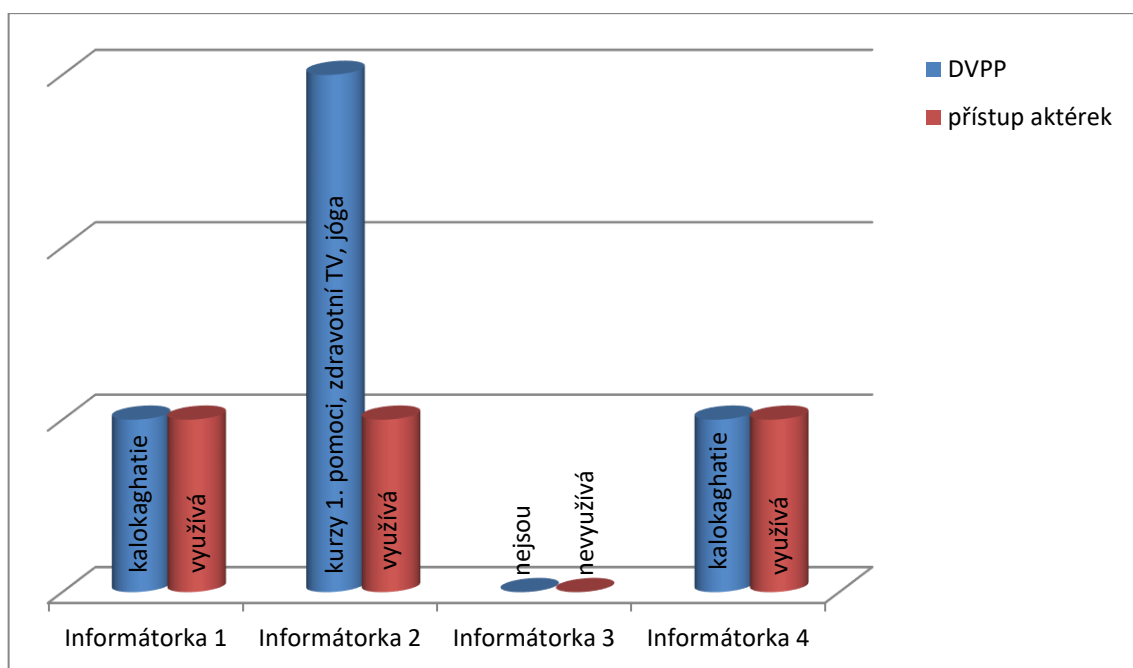 DVPP
přístup aktérek
kalokaghatie
využívá
kurzy 1. pomoci, zdravotní TV, jóga
využívá
nejsou
nevyužívá
kalokaghatie
využívá
Informátorka 1
Informátorka 2
Informátorka 3
Informátorka 4